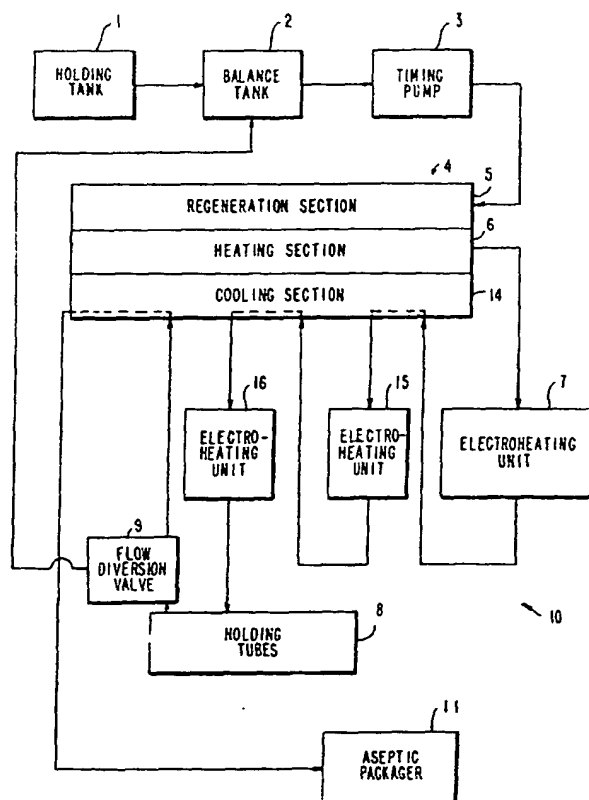 1
2
3
HOLDING
TANK
BALANCE
TANK
TIMING
PUMP
4
5
REGENERATION SECTION
6
HEATING SECTION
COOLING SECTION
14
16
15
7
ELECTRO-
HEATING
UNIT
ELECTRO-
HEATING
UNIT
ELECTROHEATING
UNIT
9
FLOW
DIVERSION
VALVE
8
HOLDING
TUBES
10
11
ASEPTIC
PACKAGER